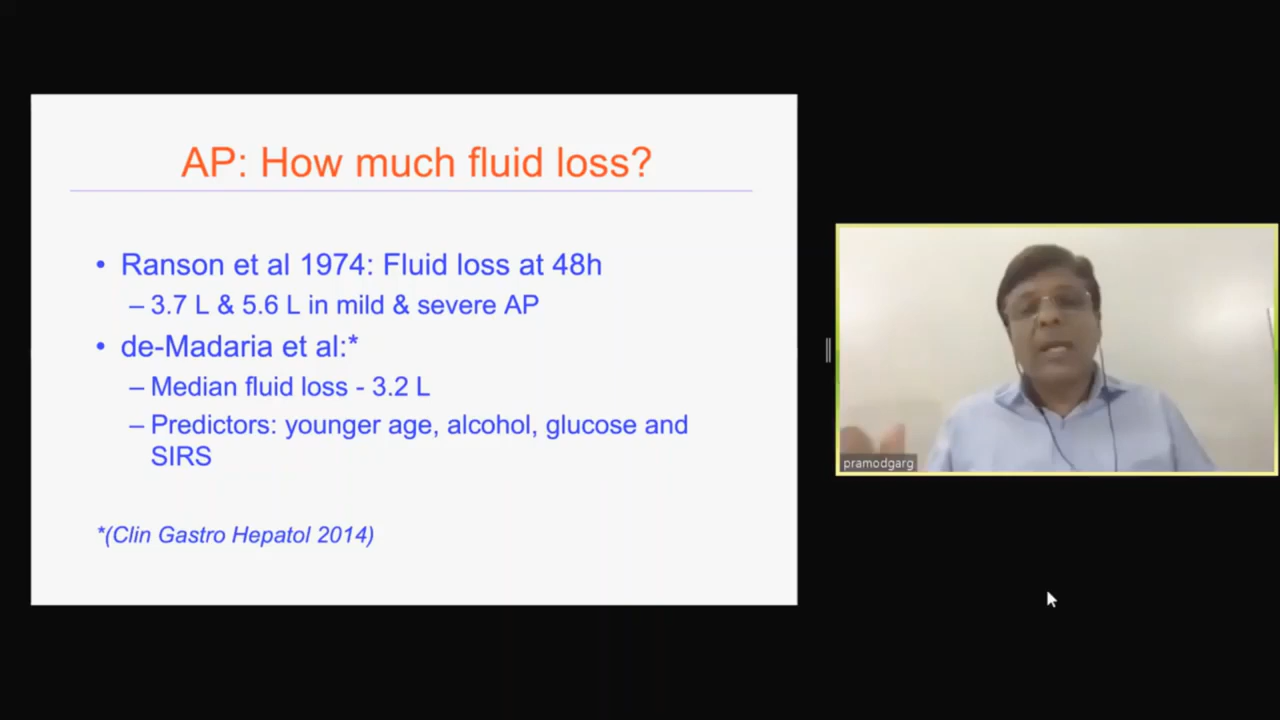 AP: How much fluid loss?
• Ranson et al 1974: Fluid loss at 48h
– 3.7 L & 5.6 L in mild & severe AP
• de-Madaria et al:*
– Median fluid loss - 3.2 L
– Predictors: younger age, alcohol, glucose and
SIRS
*(Clin Gastro Hepatol 2014)
pramodgarg